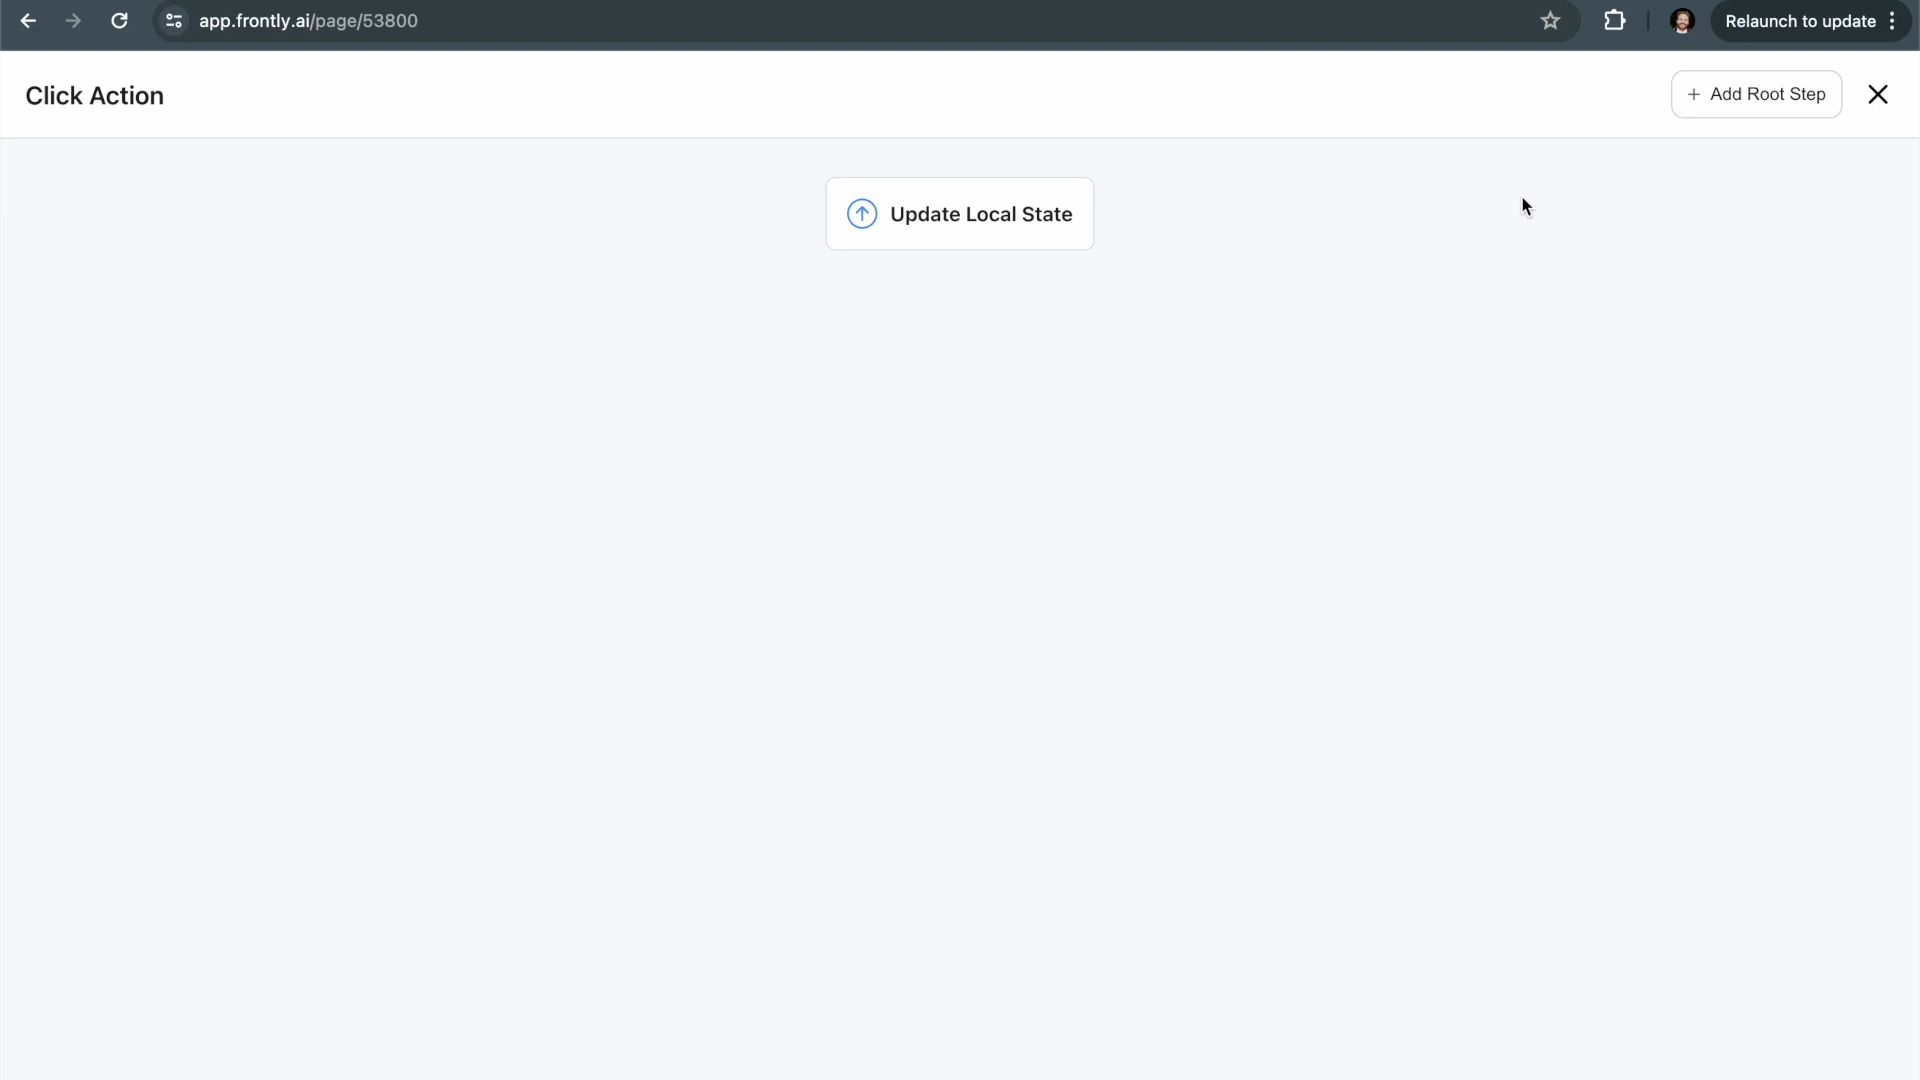 app.frontly.ai/page/53800
Relaunch to update
Click Action
+ Add Root Step
Update Local State